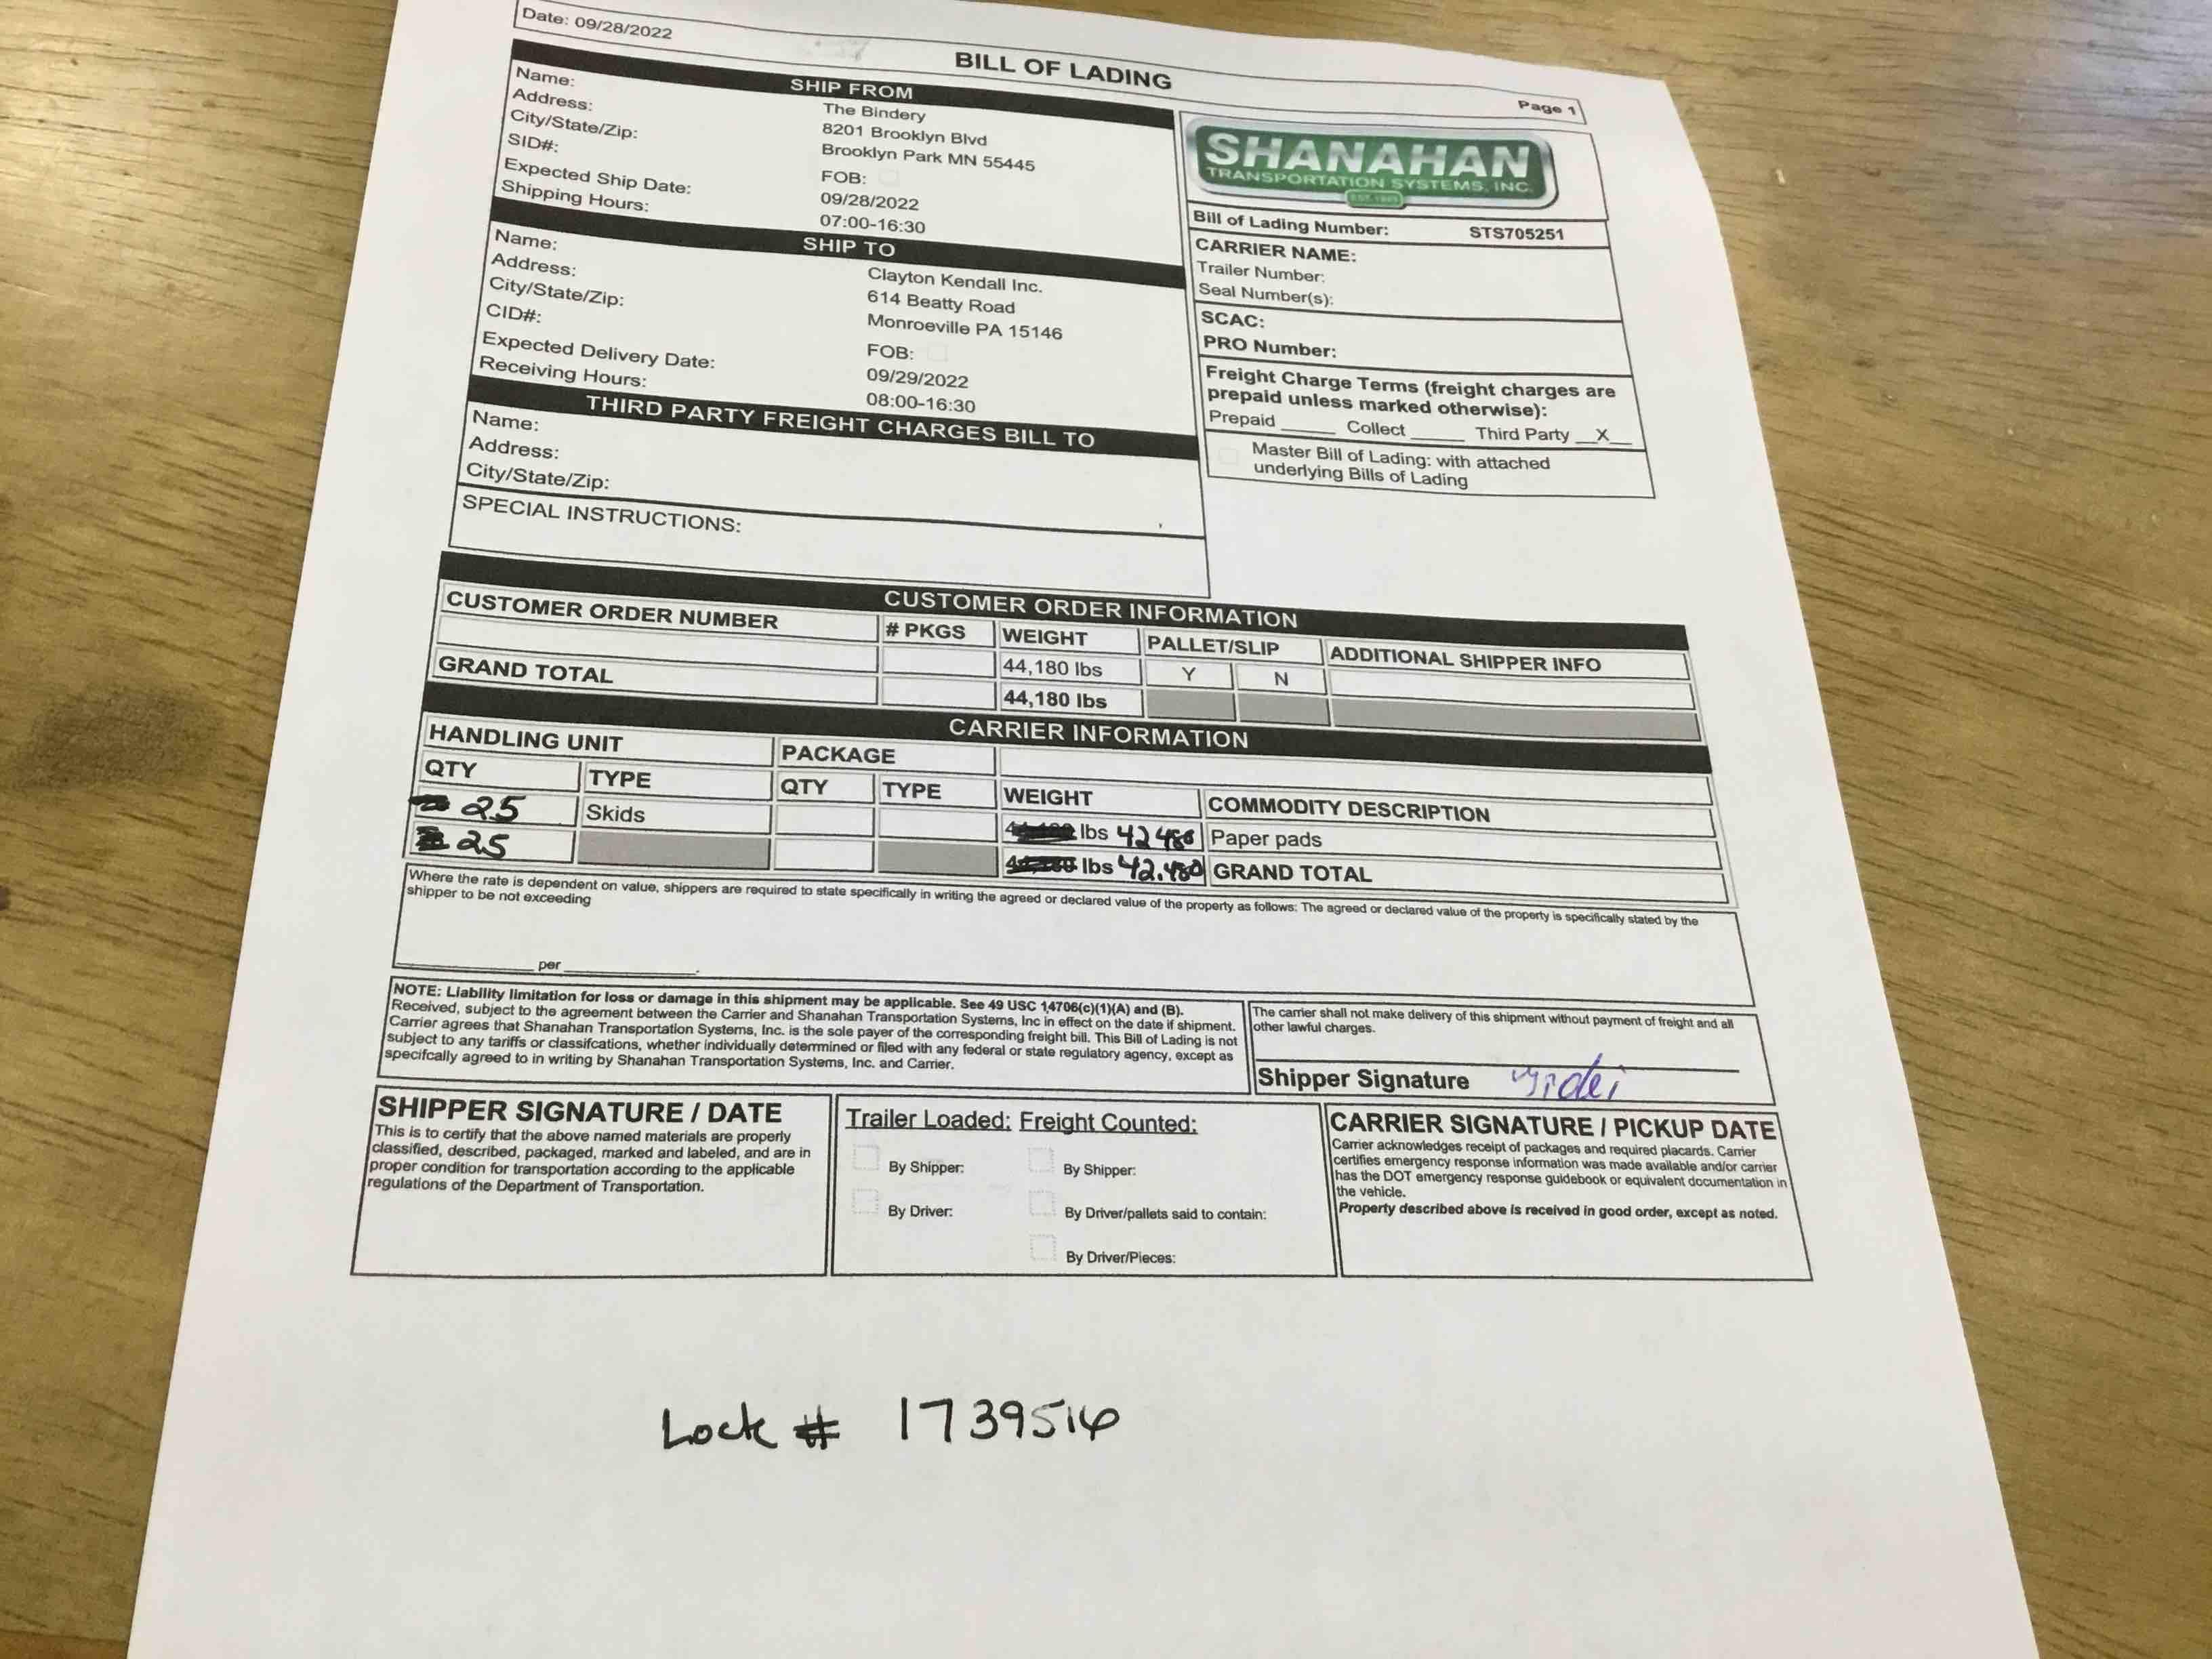 Date: 09/28/2022
BILL OF LADING
Page 1
SHIP FROM
Name: The Bindery
Address: 8201 Brooklyn Blvd
City/State/Zip: Brooklyn Park MN 55445
SID#: FOB:
Expected Ship Date: 09/28/2022
Shipping Hours: 07:00-16:30
SHIP TO
Name: Clayton Kendall Inc.
Address: 614 Beatty Road
City/State/Zip: Monroeville PA 15146
CID#: FOB:
Expected Delivery Date: 09/29/2022
Receiving Hours: 08:00-16:30
THIRD PARTY FREIGHT CHARGES BILL TO
Name:
Address:
City/State/Zip:
SPECIAL INSTRUCTIONS:
SHANAHAN
TRANSPORTATION SYSTEMS, INC.
Bill of Lading Number: STS705251
CARRIER NAME:
Trailer Number:
Seal Number(s):
SCAC:
PRO Number:
Freight Charge Terms (freight charges are
prepaid unless marked otherwise):
Prepaid _____ Collect _____ Third Party __X__
Master Bill of Lading: with attached
underlying Bills of Lading
CUSTOMER ORDER INFORMATION
CUSTOMER ORDER NUMBER # PKGS WEIGHT PALLET/SLIP ADDITIONAL SHIPPER INFO
44,180 lbs Y N
GRAND TOTAL 44,180 lbs
CARRIER INFORMATION
HANDLING UNIT PACKAGE
QTY TYPE QTY TYPE WEIGHT COMMODITY DESCRIPTION
25 Skids lbs 42480 Paper pads
25 lbs 42,480 GRAND TOTAL
Where the rate is dependent on value, shippers are required to state specifically in writing the agreed or declared value of the property as follows: The agreed or declared value of the property is specifically stated by the
shipper to be not exceeding
______________ per ______________.
NOTE: Liability limitation for loss or damage in this shipment may be applicable. See 49 USC 14706(c)(1)(A) and (B).
Received, subject to the agreement between the Carrier and Shanahan Transportation Systems, Inc in effect on the date if shipment.
Carrier agrees that Shanahan Transportation Systems, Inc. is the sole payer of the corresponding freight bill. This Bill of Lading is not
subject to any tariffs or classifcations, whether individually determined or filed with any federal or state regulatory agency, except as
specifcally agreed to in writing by Shanahan Transportation Systems, Inc. and Carrier.
The carrier shall not make delivery of this shipment without payment of freight and all
other lawful charges.
Shipper Signature
SHIPPER SIGNATURE / DATE
This is to certify that the above named materials are properly
classified, described, packaged, marked and labeled, and are in
proper condition for transportation according to the applicable
regulations of the Department of Transportation.
Trailer Loaded: Freight Counted:
By Shipper: By Shipper:
By Driver: By Driver/pallets said to contain:
By Driver/Pieces:
CARRIER SIGNATURE / PICKUP DATE
Carrier acknowledges receipt of packages and required placards. Carrier
certifies emergency response information was made available and/or carrier
has the DOT emergency response guidebook or equivalent documentation in
the vehicle.
Property described above is received in good order, except as noted.
Lock # 1739516